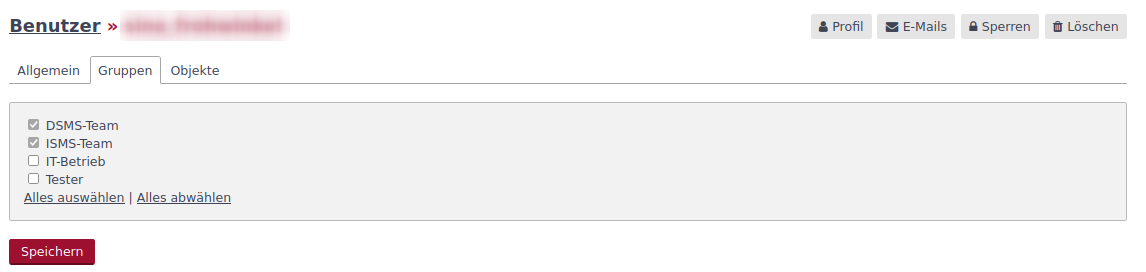 Benutzer »
Profil E-Mails Sperren Löschen
Allgemein Gruppen Objekte
DSMS-Team
ISMS-Team
IT-Betrieb
Tester
Alles auswählen | Alles abwählen
Speichern